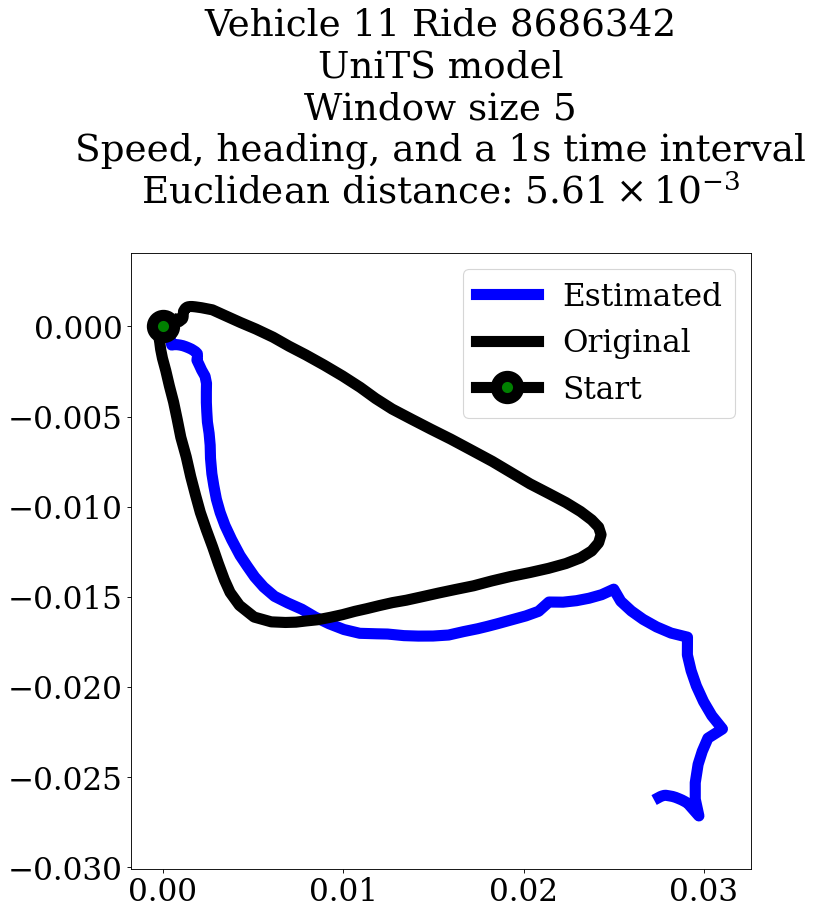 Vehicle 11 Ride 8686342
UniTS model
Window size 5
Speed, heading, and a 1s time interval
Euclidean distance: 5.61 × 10⁻³
Estimated
Original
Start
0.000
−0.005
−0.010
−0.015
−0.020
−0.025
−0.030
0.00 0.01 0.02 0.03